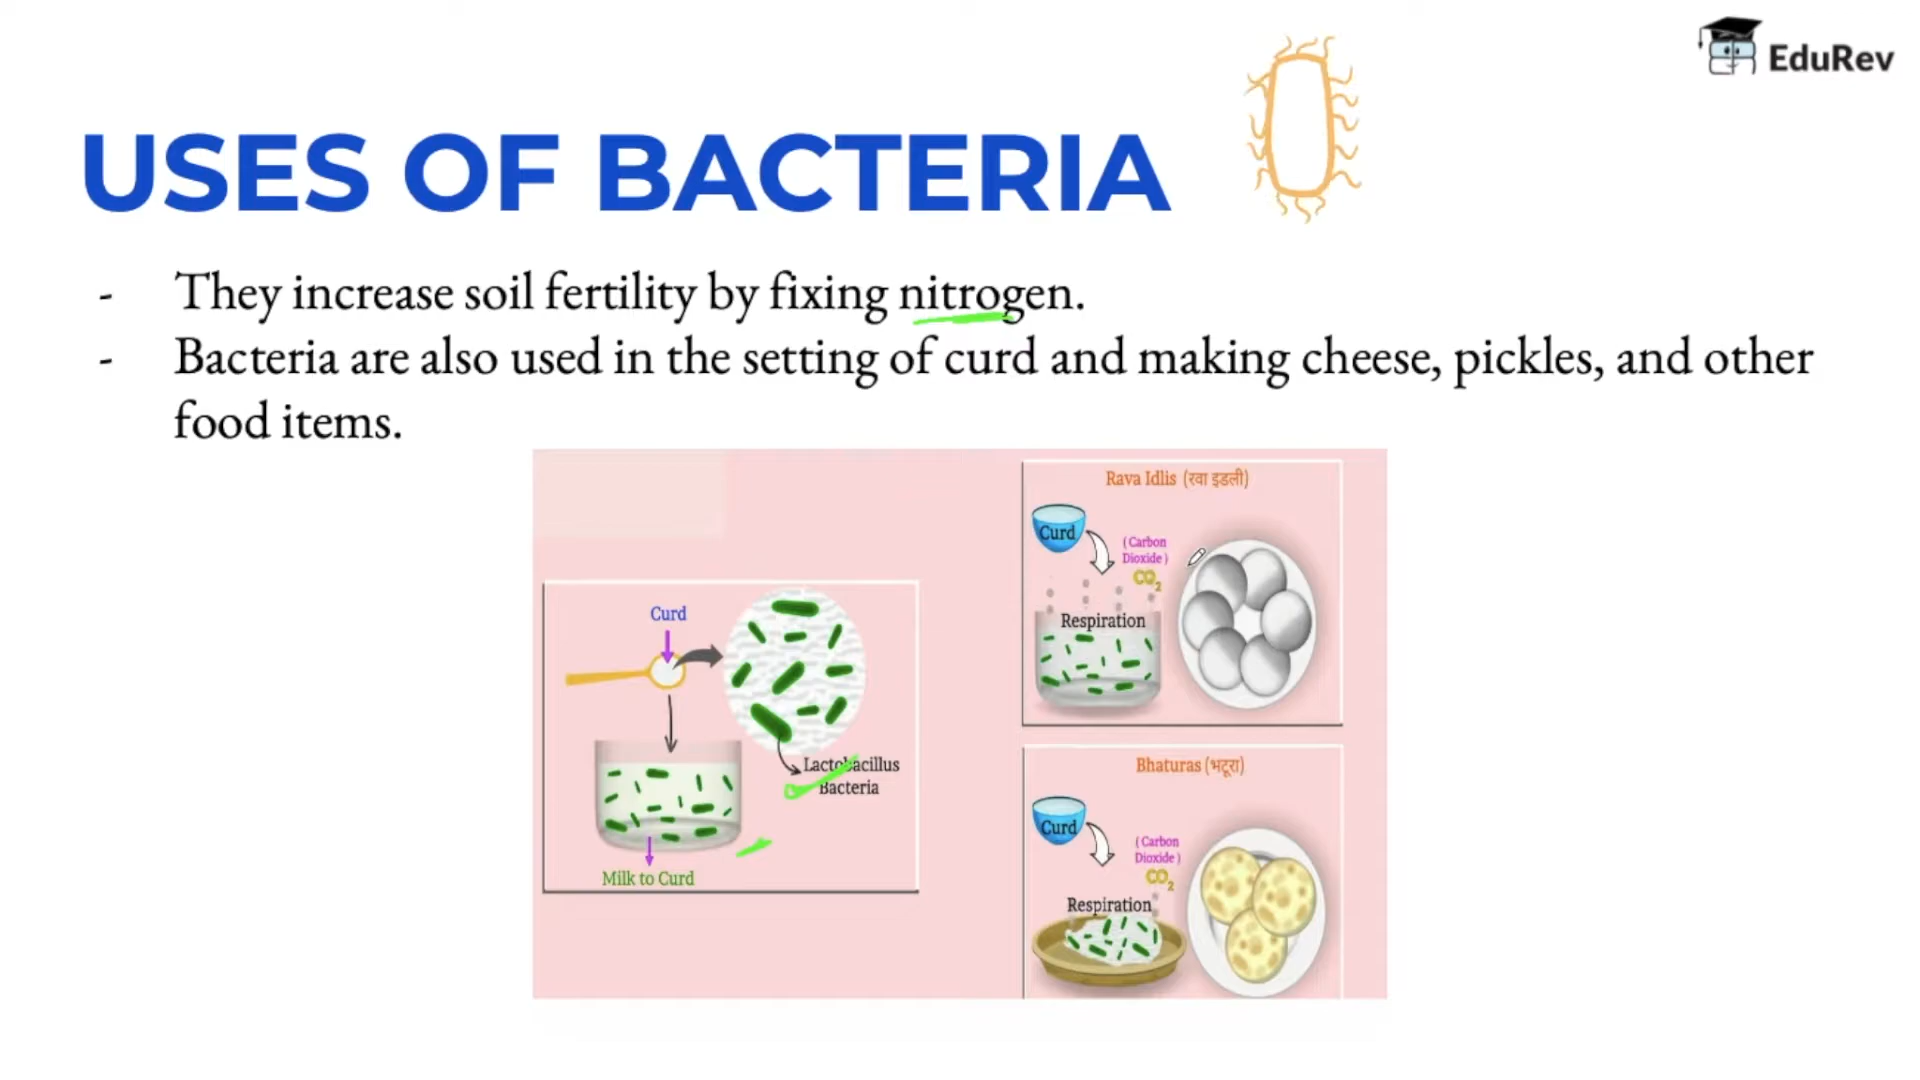 EduRev
USES OF BACTERIA
- They increase soil fertility by fixing nitrogen.
- Bacteria are also used in the setting of curd and making cheese, pickles, and other
food items.
Curd
Lactobacillus
Bacteria
Milk to Curd
Rava Idlis (रवा इडली)
Curd
( Carbon
Dioxide )
CO2
Respiration
Bhaturas (भटूरा)
Curd
( Carbon
Dioxide )
CO2
Respiration